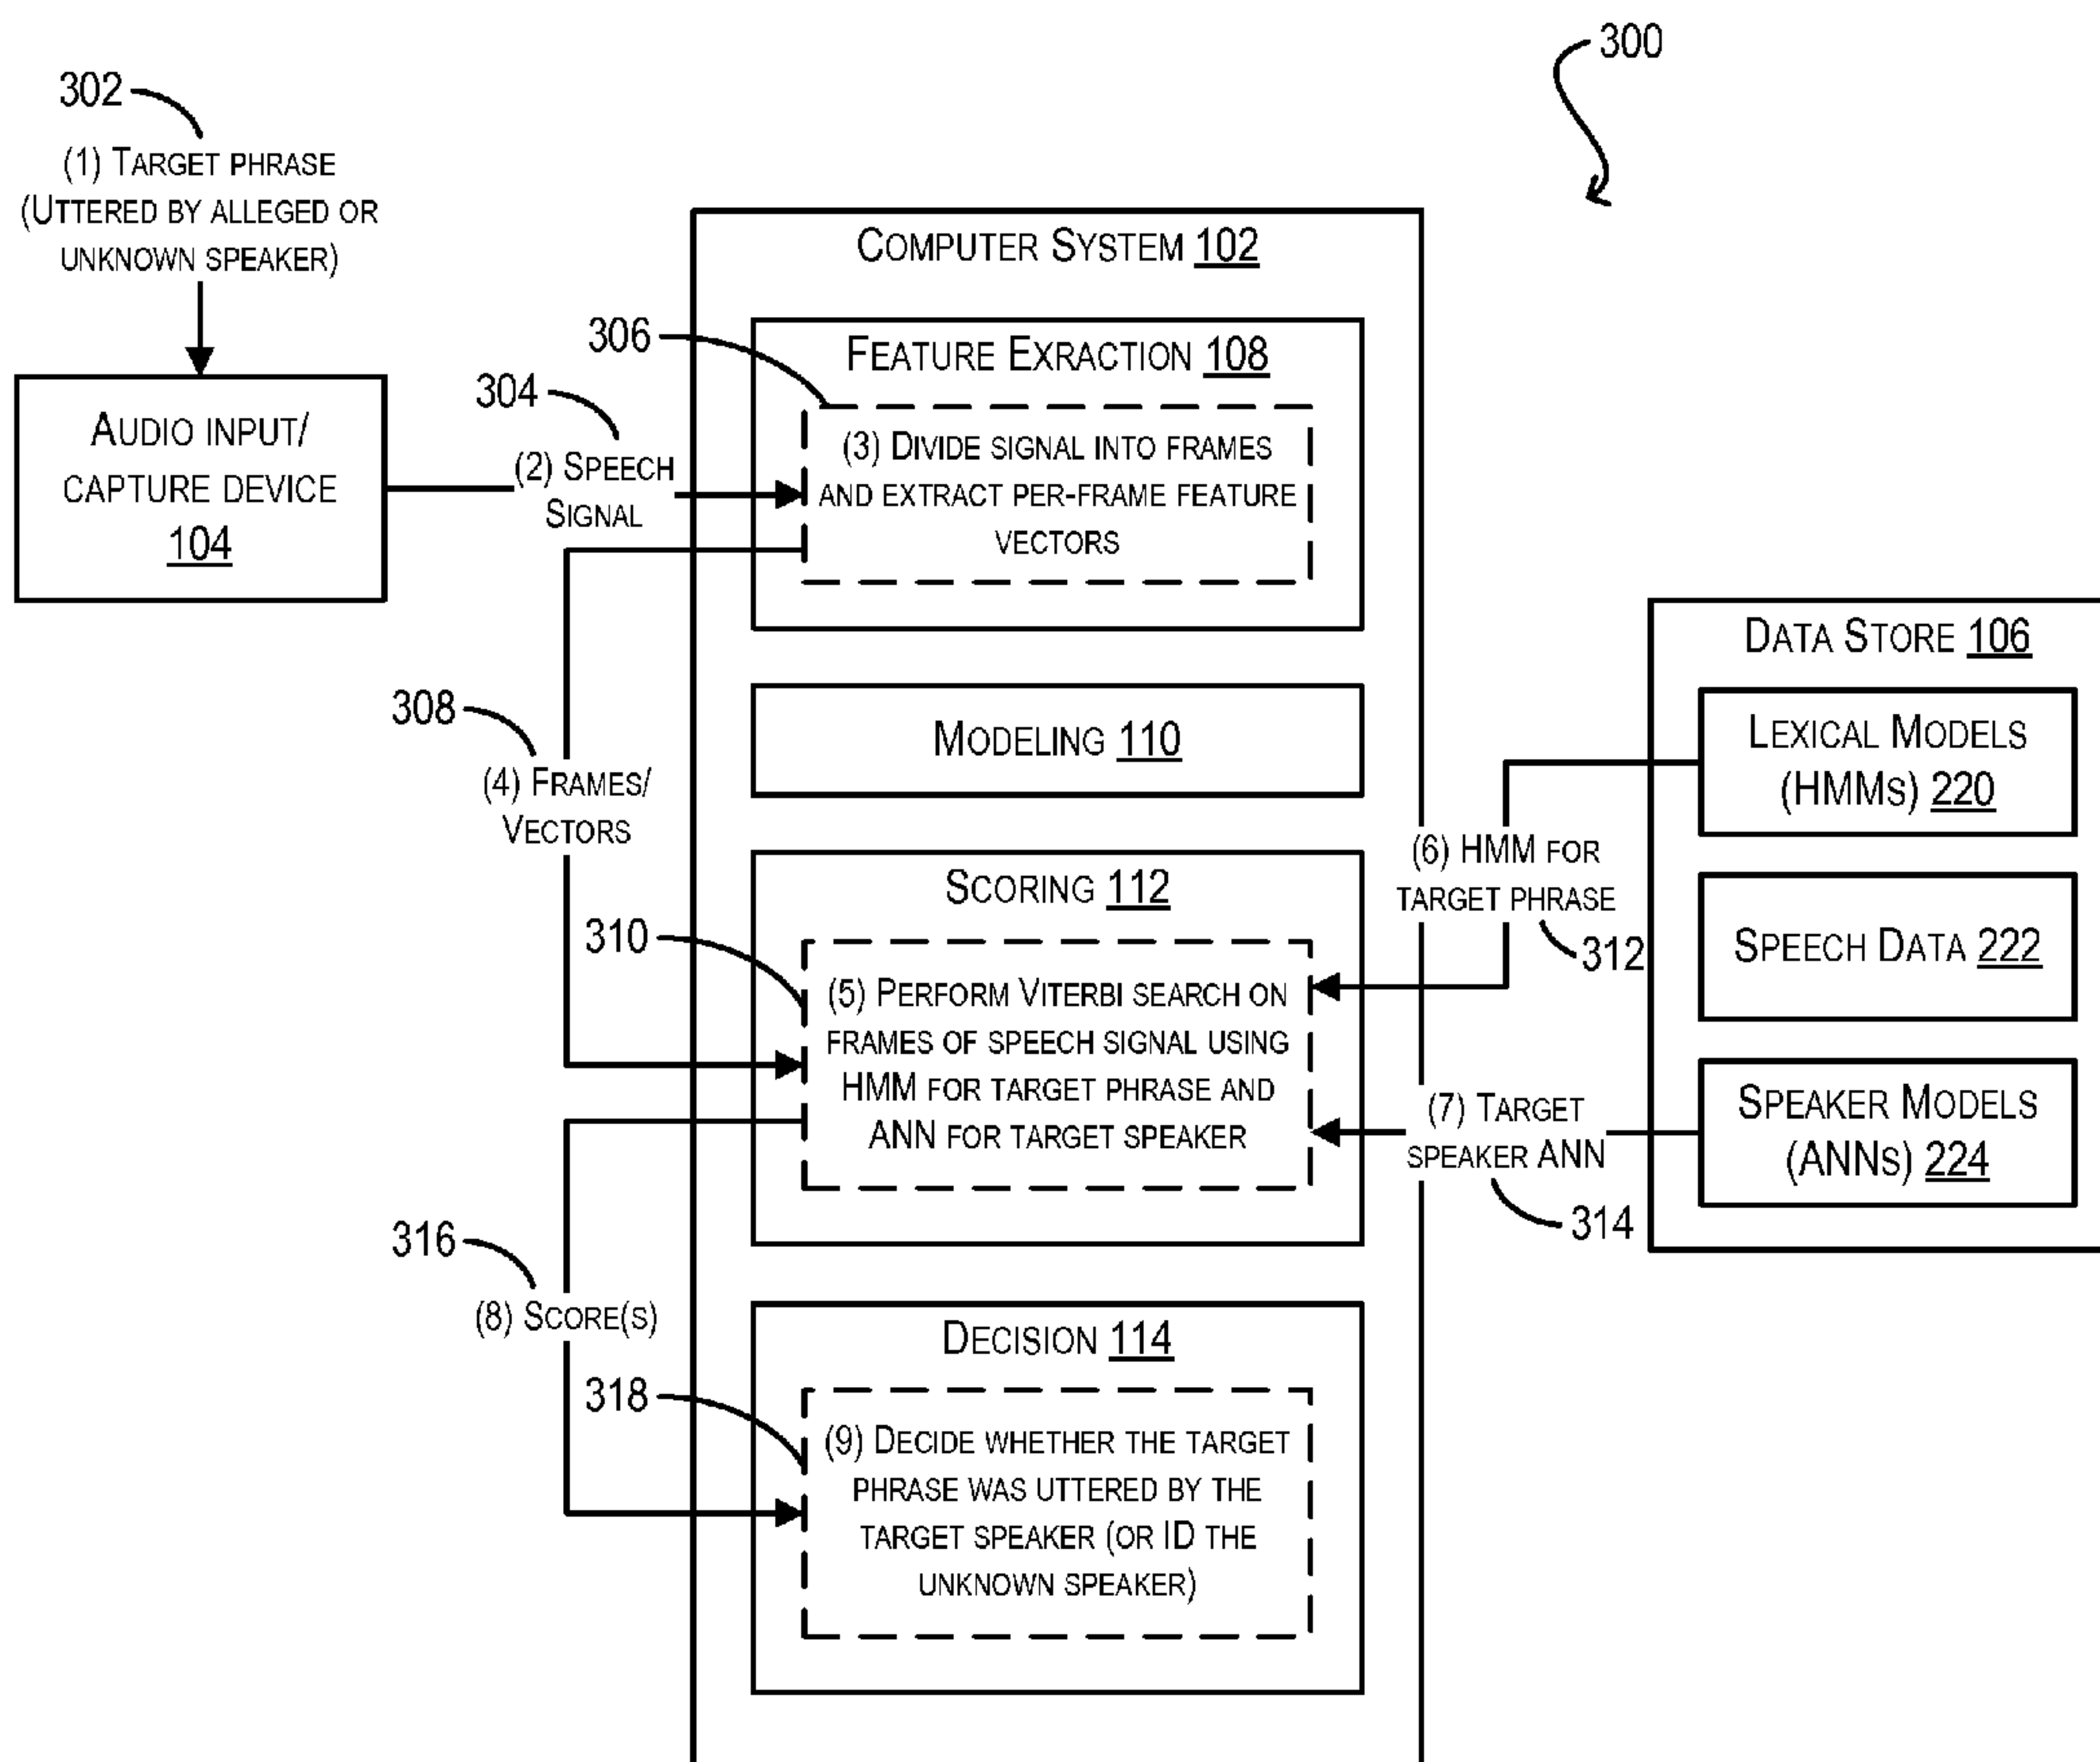 300
302
(1) TARGET PHRASE
(UTTERED BY ALLEGED OR
UNKNOWN SPEAKER)
AUDIO INPUT/
CAPTURE DEVICE
104
304
(2) SPEECH
SIGNAL
COMPUTER SYSTEM 102
306
FEATURE EXRACTION 108
(3) DIVIDE SIGNAL INTO FRAMES
AND EXTRACT PER-FRAME FEATURE
VECTORS
308
(4) FRAMES/
VECTORS
MODELING 110
SCORING 112
310
(5) PERFORM VITERBI SEARCH ON
FRAMES OF SPEECH SIGNAL USING
HMM FOR TARGET PHRASE AND
ANN FOR TARGET SPEAKER
(6) HMM FOR
TARGET PHRASE
312
(7) TARGET
SPEAKER ANN
314
DATA STORE 106
LEXICAL MODELS
(HMMS) 220
SPEECH DATA 222
SPEAKER MODELS
(ANNS) 224
316
(8) SCORE(S)
DECISION 114
318
(9) DECIDE WHETHER THE TARGET
PHRASE WAS UTTERED BY THE
TARGET SPEAKER (OR ID THE
UNKNOWN SPEAKER)